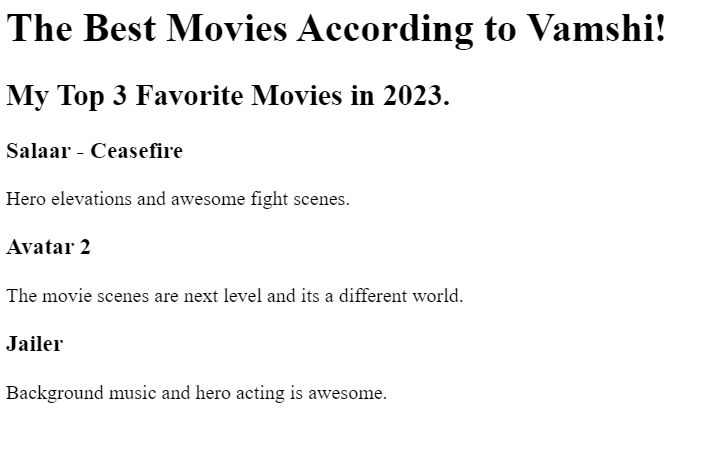 The Best Movies According to Vamshi!
My Top 3 Favorite Movies in 2023.
Salaar - Ceasefire
Hero elevations and awesome fight scenes.
Avatar 2
The movie scenes are next level and its a different world.
Jailer
Background music and hero acting is awesome.